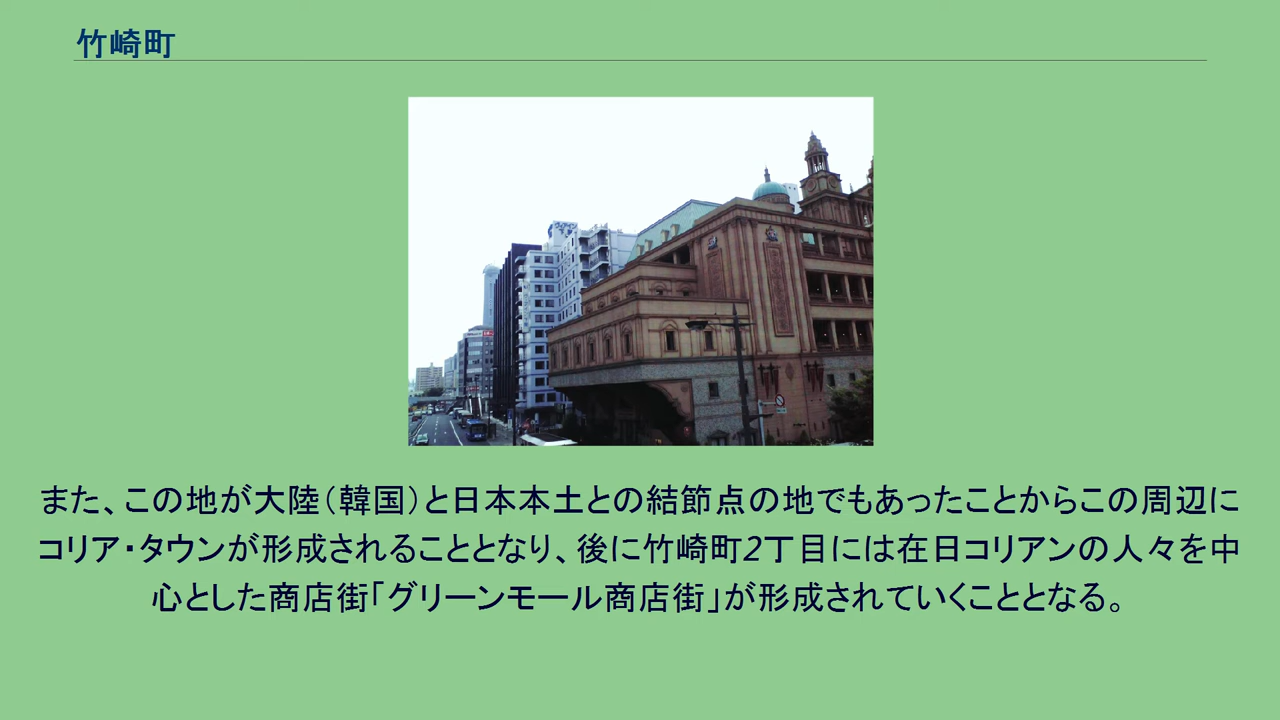 竹崎町
また、この地が大陸（韓国）と日本本土との結節点の地でもあったことからこの周辺に
コリア・タウンが形成されることとなり、後に竹崎町2丁目には在日コリアンの人々を中
心とした商店街「グリーンモール商店街」が形成されていくこととなる。